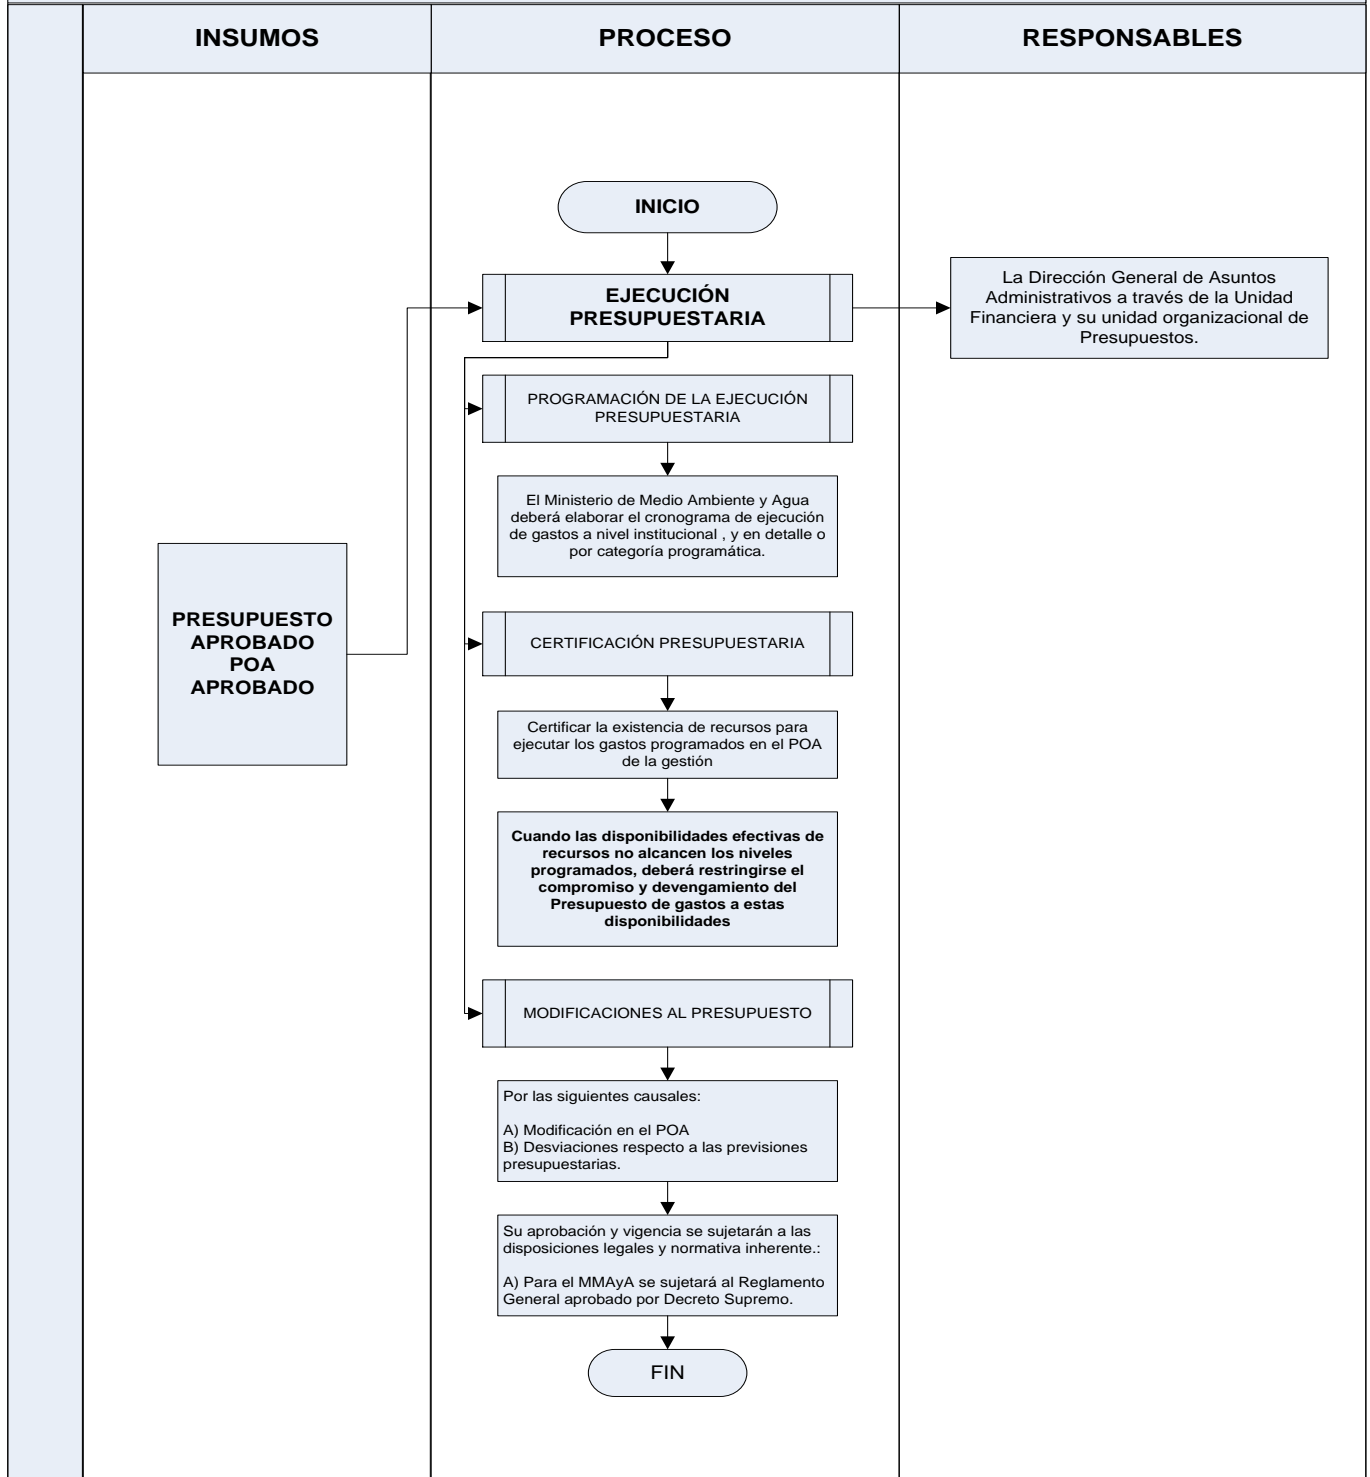 INSUMOS
PROCESO
RESPONSABLES
INICIO
EJECUCIÓN
PRESUPUESTARIA
La Dirección General de Asuntos
Administrativos a través de la Unidad
Financiera y su unidad organizacional de
Presupuestos.
PROGRAMACIÓN DE LA EJECUCIÓN
PRESUPUESTARIA
El Ministerio de Medio Ambiente y Agua
deberá elaborar el cronograma de ejecución
de gastos a nivel institucional , y en detalle o
por categoría programática.
PRESUPUESTO
APROBADO
POA
APROBADO
CERTIFICACIÓN PRESUPUESTARIA
Certificar la existencia de recursos para
ejecutar los gastos programados en el POA
de la gestión
Cuando las disponibilidades efectivas de
recursos no alcancen los niveles
programados, deberá restringirse el
compromiso y devengamiento del
Presupuesto de gastos a estas
disponibilidades
MODIFICACIONES AL PRESUPUESTO
Por las siguientes causales:
A) Modificación en el POA
B) Desviaciones respecto a las previsiones
presupuestarias.
Su aprobación y vigencia se sujetarán a las
disposiciones legales y normativa inherente.:
A) Para el MMAyA se sujetará al Reglamento
General aprobado por Decreto Supremo.
FIN